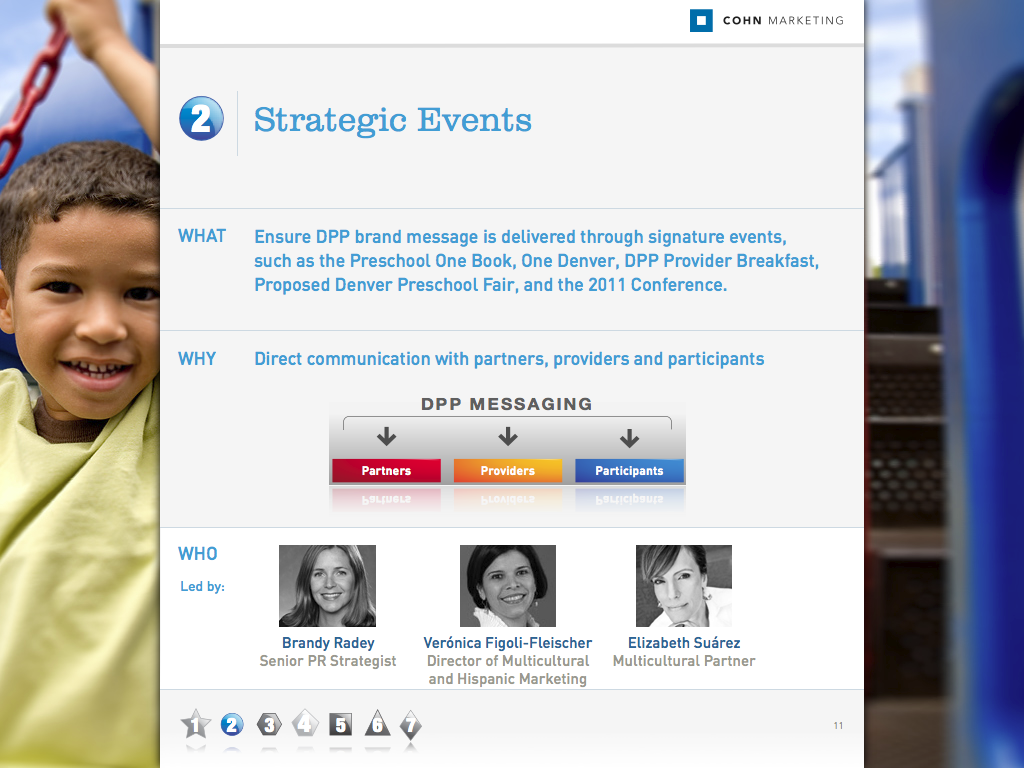 COHN MARKETING
2 Strategic Events
WHAT
Ensure DPP brand message is delivered through signature events,
such as the Preschool One Book, One Denver, DPP Provider Breakfast,
Proposed Denver Preschool Fair, and the 2011 Conference.
WHY
Direct communication with partners, providers and participants
DPP MESSAGING
Partners Providers Participants
WHO
Led by:
Brandy Radey
Senior PR Strategist
Verónica Figoli-Fleischer
Director of Multicultural
and Hispanic Marketing
Elizabeth Suárez
Multicultural Partner
1 2 3 4 5 6 7
11